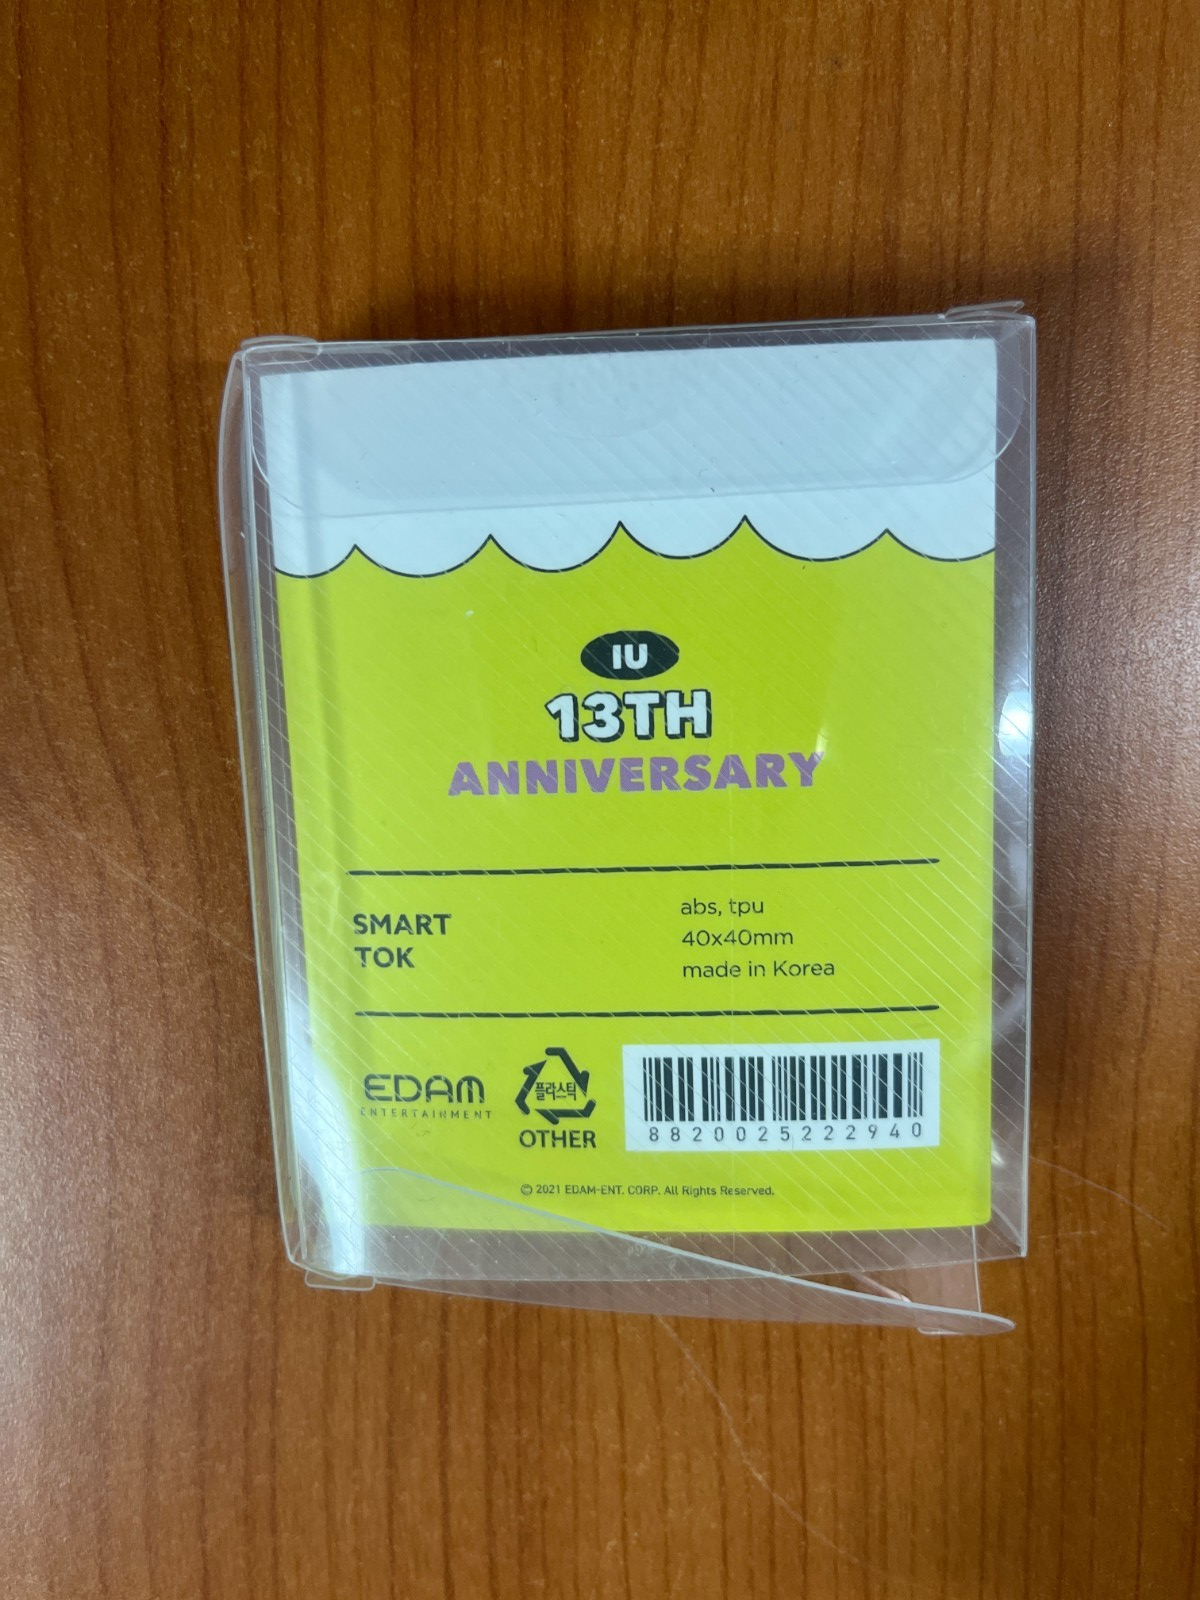 IU
13TH
ANNIVERSARY
SMART
TOK
abs, tpu
40x40mm
made in Korea
EDAM
ENTERTAINMENT
플라스틱
OTHER
8820025222940
© 2021 EDAM-ENT. CORP. All Rights Reserved.